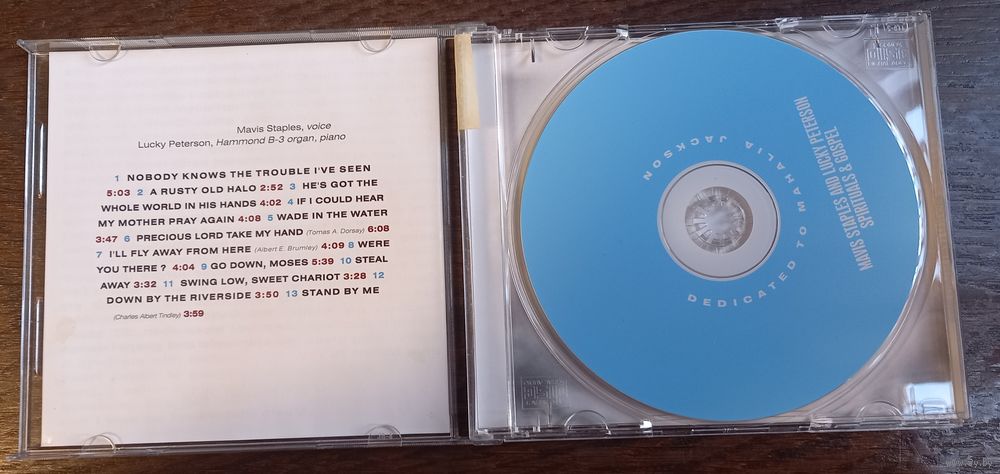 Mavis Staples, voice
Lucky Peterson, Hammond B-3 organ, piano
1 NOBODY KNOWS THE TROUBLE I'VE SEEN
5:03 2 A RUSTY OLD HALO 2:52 3 HE'S GOT THE
WHOLE WORLD IN HIS HANDS 4:02 4 IF I COULD HEAR
MY MOTHER PRAY AGAIN 4:08 5 WADE IN THE WATER
3:47 6 PRECIOUS LORD TAKE MY HAND (Tomas A. Dorsay) 6:08
7 I'LL FLY AWAY FROM HERE (Albert E. Brumley) 4:09 8 WERE
YOU THERE ? 4:04 9 GO DOWN, MOSES 5:39 10 STEAL
AWAY 3:32 11 SWING LOW, SWEET CHARIOT 3:28 12
DOWN BY THE RIVERSIDE 3:50 13 STAND BY ME
(Charles Albert Tindley) 3:59
MAVIS STAPLES AND LUCKY PETERSON
SPIRITUALS & GOSPEL
DEDICATED TO MAHALIA JACKSON